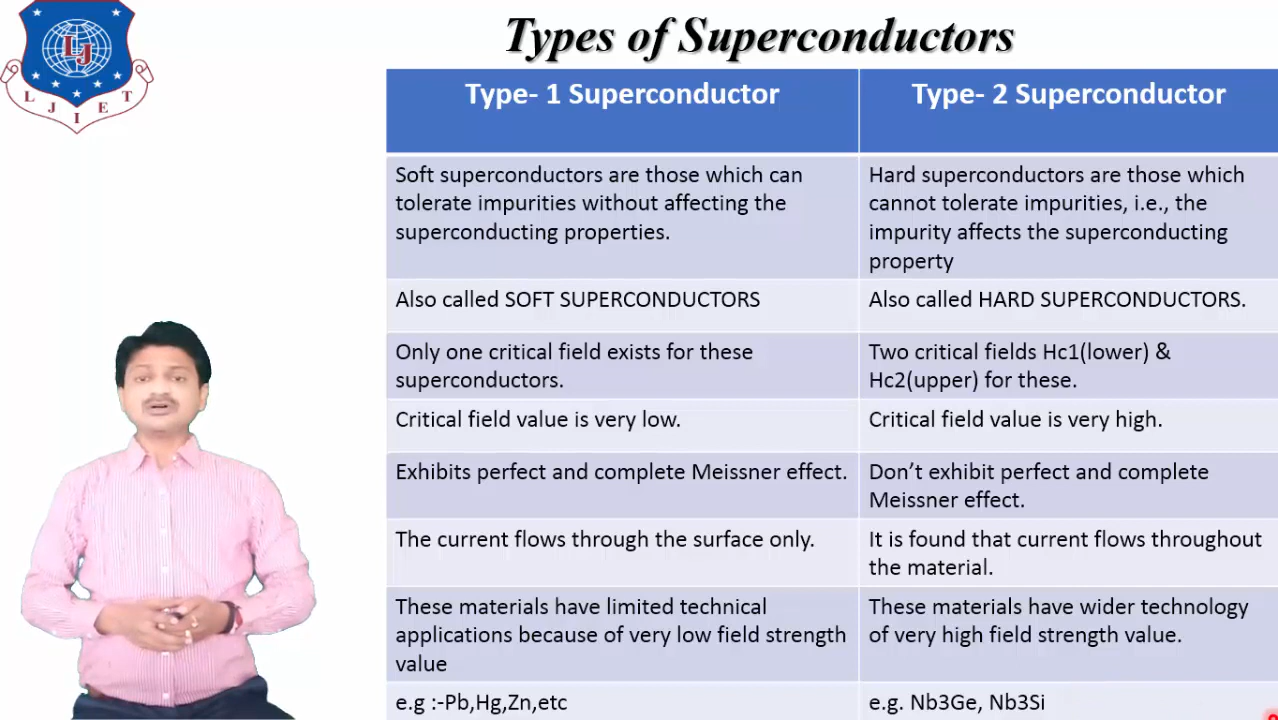 LJ
L J I E T
Types of Superconductors
Type- 1 Superconductor
Type- 2 Superconductor
Soft superconductors are those which can
tolerate impurities without affecting the
superconducting properties.
Hard superconductors are those which
cannot tolerate impurities, i.e., the
impurity affects the superconducting
property
Also called SOFT SUPERCONDUCTORS
Also called HARD SUPERCONDUCTORS.
Only one critical field exists for these
superconductors.
Two critical fields Hc1(lower) &
Hc2(upper) for these.
Critical field value is very low.
Critical field value is very high.
Exhibits perfect and complete Meissner effect.
Don’t exhibit perfect and complete
Meissner effect.
The current flows through the surface only.
It is found that current flows throughout
the material.
These materials have limited technical
applications because of very low field strength
value
These materials have wider technology
of very high field strength value.
e.g :-Pb,Hg,Zn,etc
e.g. Nb3Ge, Nb3Si